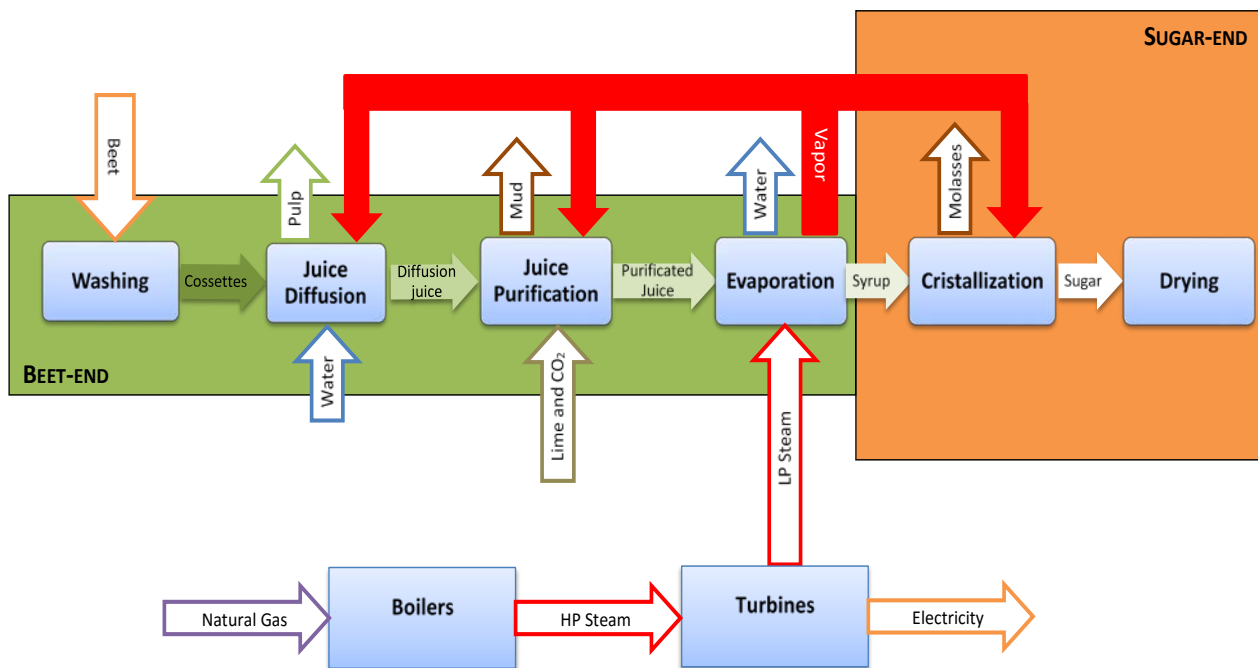 SUGAR-END
Beet
Pulp
Mud
Water
Vapor
Molasses
Washing
Cossettes
Juice
Diffusion
Diffusion
juice
Juice
Purification
Purificated
Juice
Evaporation
Syrup
Cristallization
Sugar
Drying
BEET-END
Water
Lime and CO₂
LP Steam
Natural Gas
Boilers
HP Steam
Turbines
Electricity